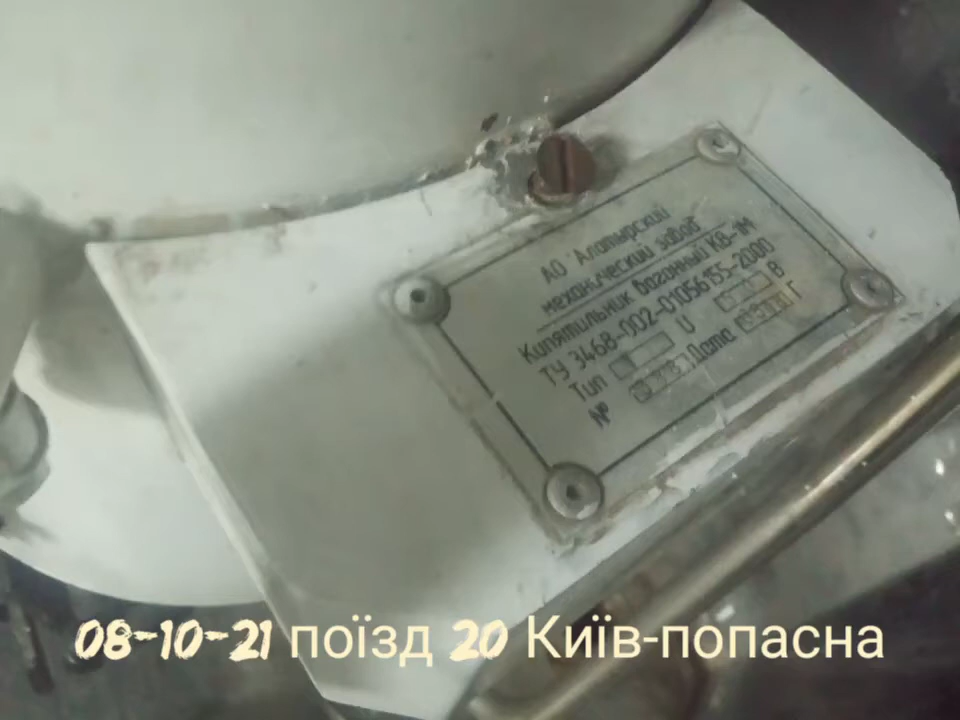 АО "Алатырский
механический завод"
Кипятильник вагонный КВ-1М
ТУ 3468-002-01056155-2000
Тип U В
№ Дата Г
08-10-21 поїзд 20 Київ-попасна